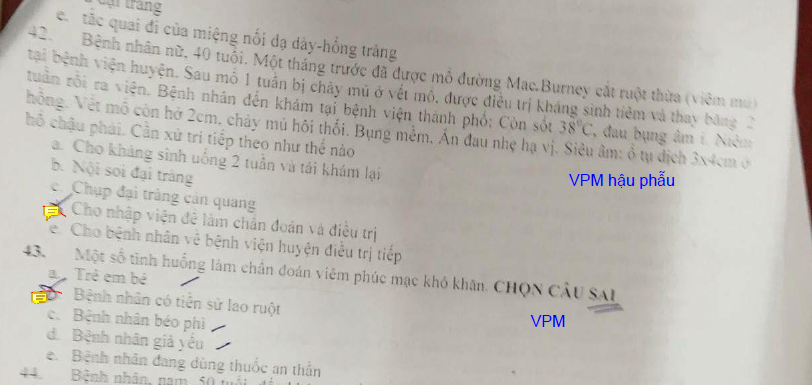 đại tràng
e. tắc quai đi của miệng nối dạ dày-hỗng tràng
42. Bệnh nhân nữ, 40 tuổi. Một tháng trước đã được mổ đường Mac.Burney cắt ruột thừa (viêm mủ)
tại bệnh viện huyện. Sau mổ 1 tuần bị chảy mủ ở vết mổ, được điều trị kháng sinh tiêm và thay băng 2
tuần rồi ra viện. Bệnh nhân đến khám tại bệnh viện thành phố: Còn sốt 38°C, đau bụng âm ỉ. Niêm
hồng. Vết mổ còn hở 2cm, chảy mủ hôi thối. Bụng mềm. Ấn đau nhẹ hạ vị. Siêu âm: ổ tụ dịch 3x4cm ở
hố chậu phải. Cần xử trí tiếp theo như thế nào
a. Cho kháng sinh uống 2 tuần và tái khám lại
VPM hậu phẫu
b. Nội soi đại tràng
c. Chụp đại tràng cản quang
Cho nhập viện để làm chẩn đoán và điều trị
e. Cho bệnh nhân về bệnh viện huyện điều trị tiếp
43. Một số tình huống làm chẩn đoán viêm phúc mạc khó khăn. CHỌN CÂU SAI
a. Trẻ em bé
Bệnh nhân có tiền sử lao ruột
VPM
c. Bệnh nhân béo phì
d. Bệnh nhân già yếu
e. Bệnh nhân đang dùng thuốc an thần
44. Bệnh nhân, nam, 50 tuổi,